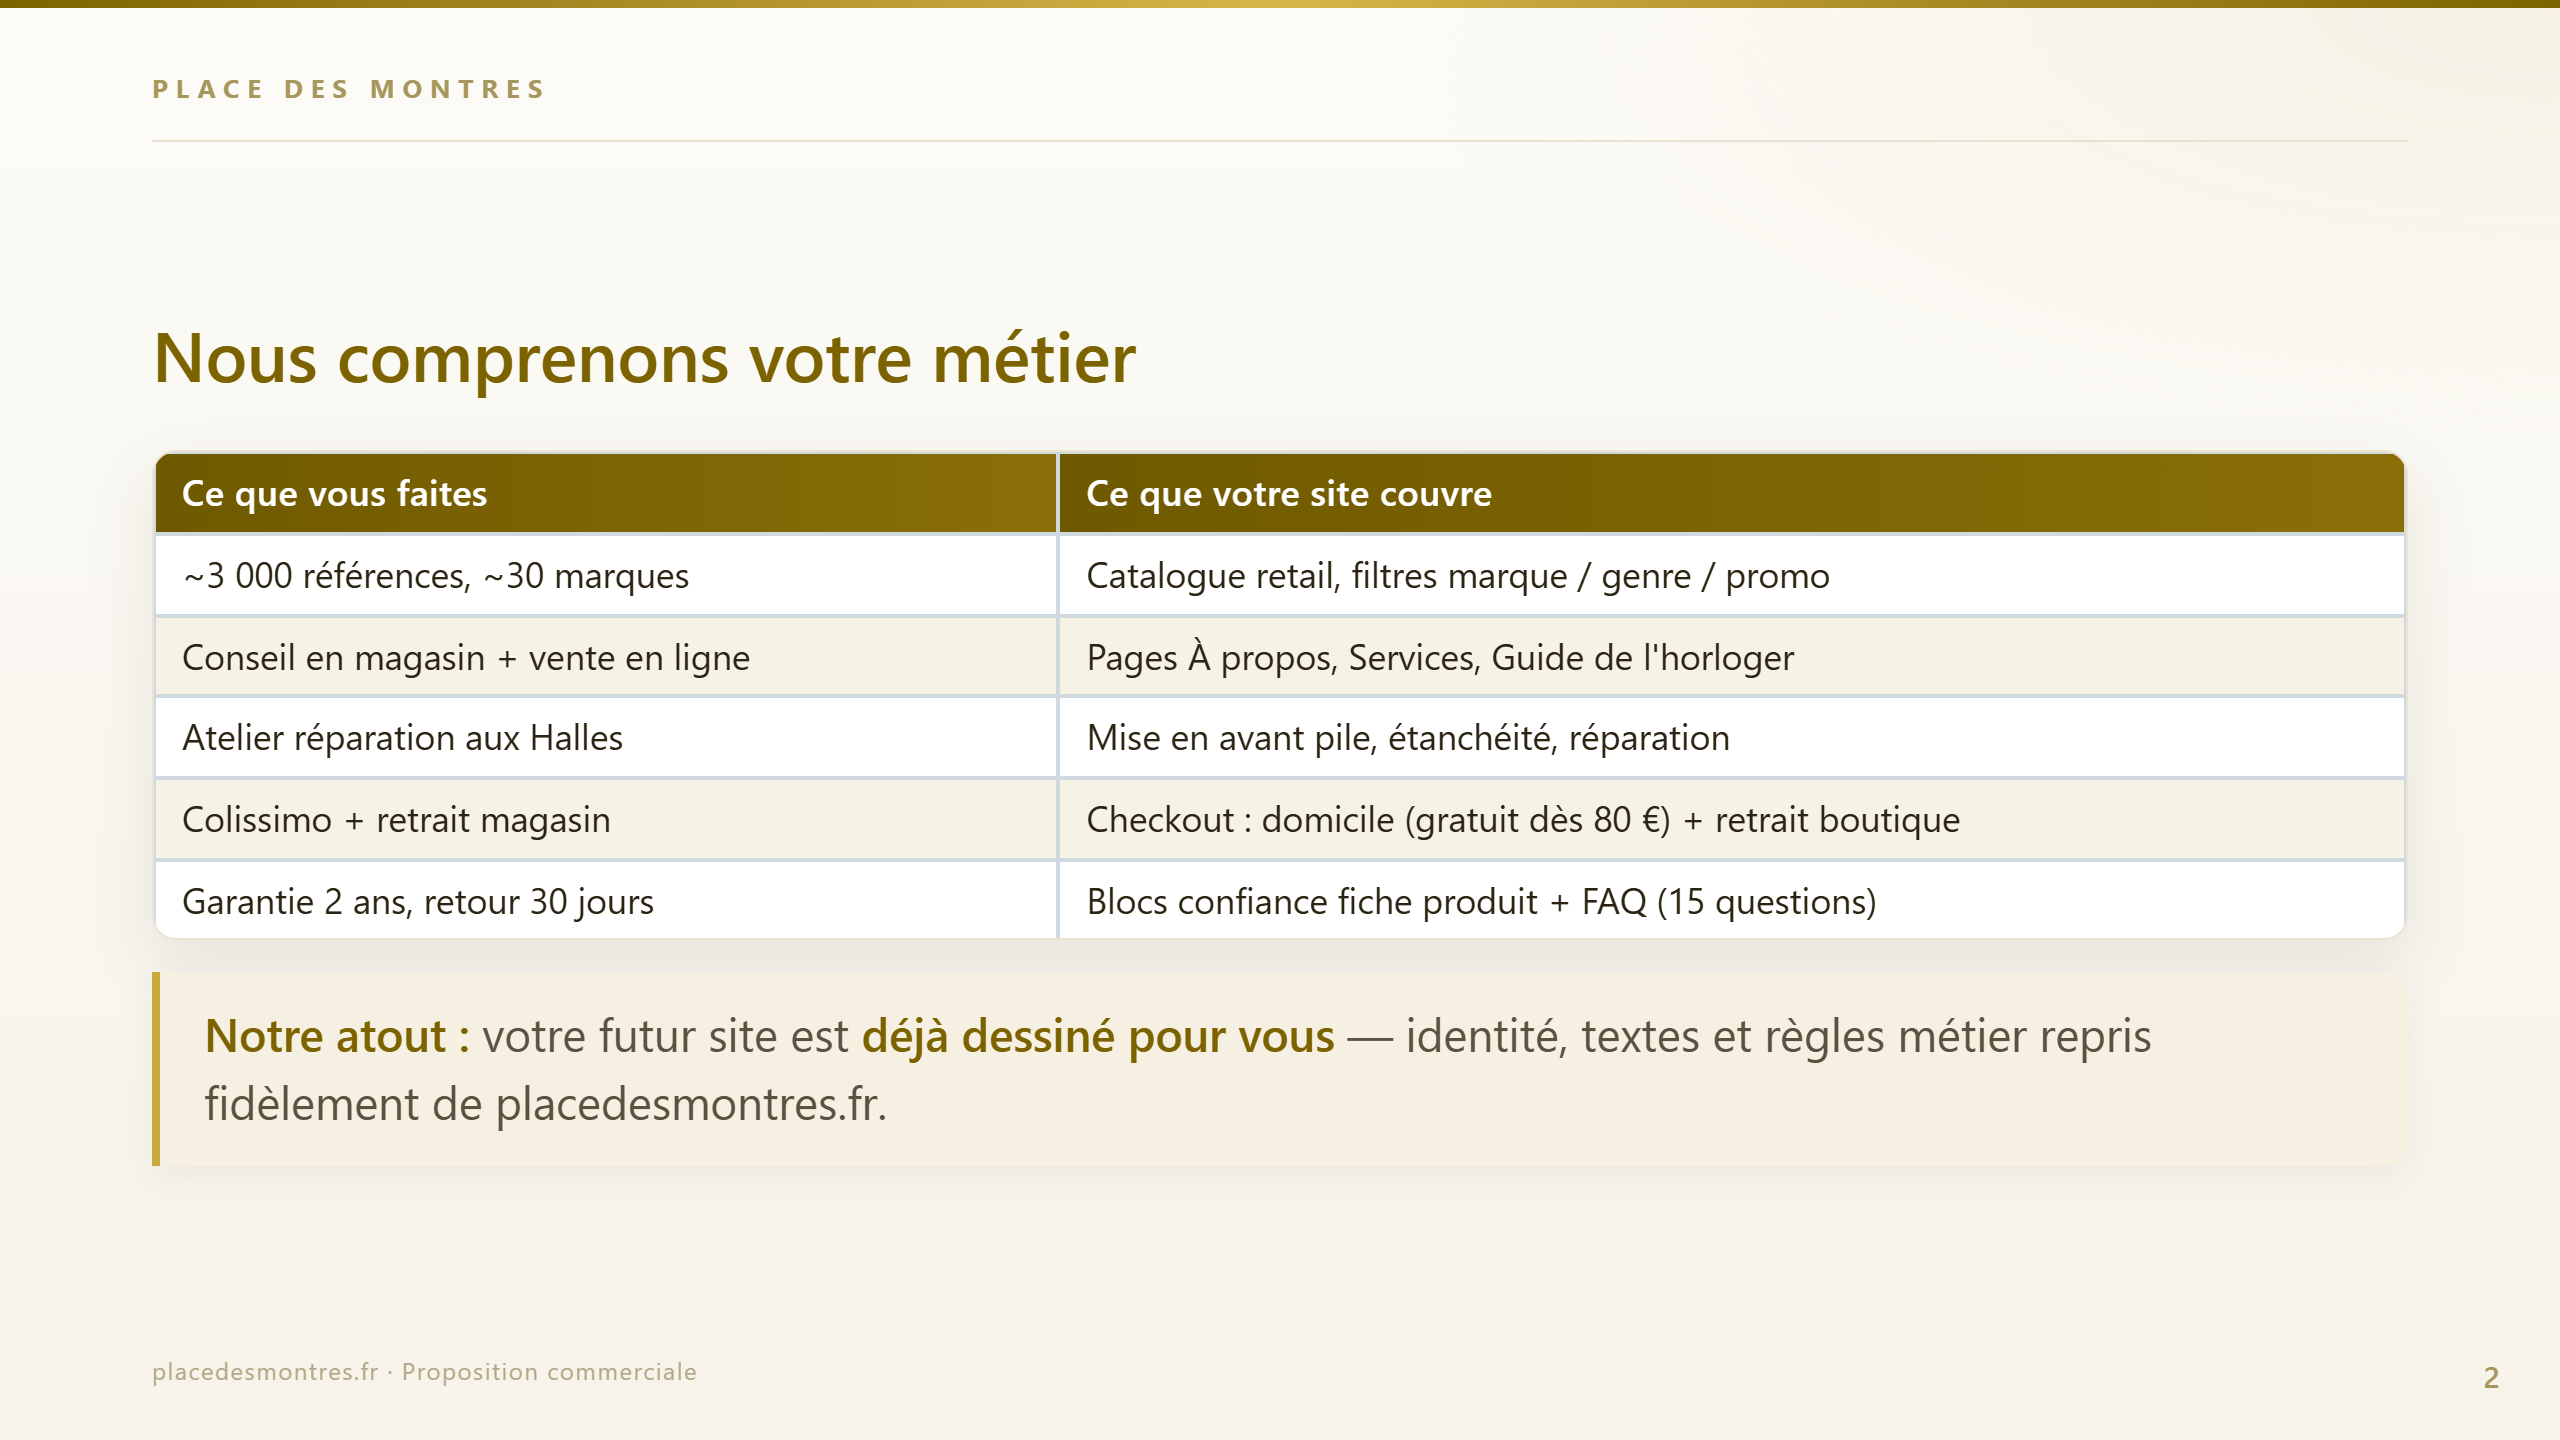 PLACE DES MONTRES
Nous comprenons votre métier
Ce que vous faites
Ce que votre site couvre
~3 000 références, ~30 marques
Catalogue retail, filtres marque / genre / promo
Conseil en magasin + vente en ligne
Pages À propos, Services, Guide de l'horloger
Atelier réparation aux Halles
Mise en avant pile, étanchéité, réparation
Colissimo + retrait magasin
Checkout : domicile (gratuit dès 80 €) + retrait boutique
Garantie 2 ans, retour 30 jours
Blocs confiance fiche produit + FAQ (15 questions)
Notre atout : votre futur site est déjà dessiné pour vous — identité, textes et règles métier repris
fidèlement de placedesmontres.fr.
placedesmontres.fr · Proposition commerciale
2